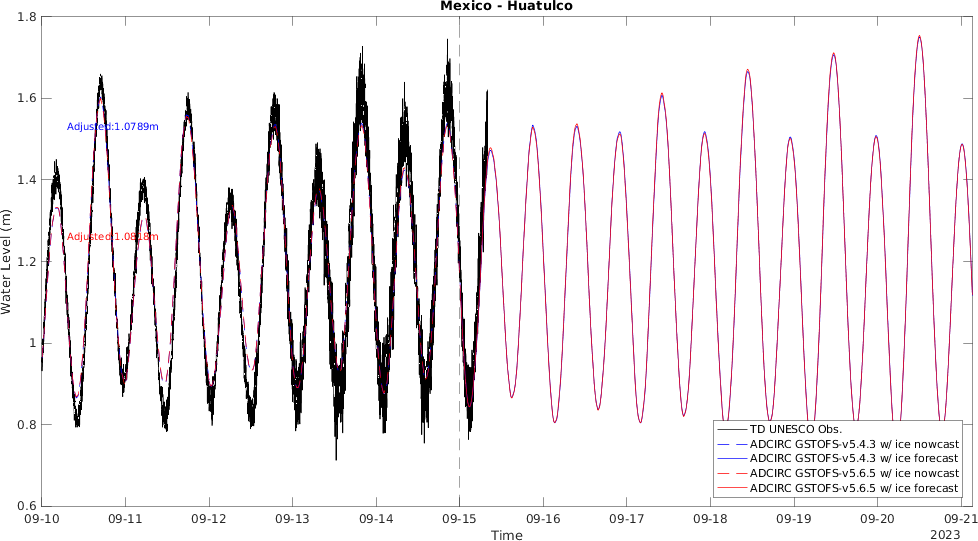 Mexico - Huatulco
1.8
1.6
1.4
1.2
1
0.8
0.6
Water Level (m)
Adjusted:1.0789m
Adjusted:1.0818m
TD UNESCO Obs.
ADCIRC GSTOFS-v5.4.3 w/ ice nowcast
ADCIRC GSTOFS-v5.4.3 w/ ice forecast
ADCIRC GSTOFS-v5.6.5 w/ ice nowcast
ADCIRC GSTOFS-v5.6.5 w/ ice forecast
09-10 09-11 09-12 09-13 09-14 09-15 09-16 09-17 09-18 09-19 09-20 09-21
Time
2023